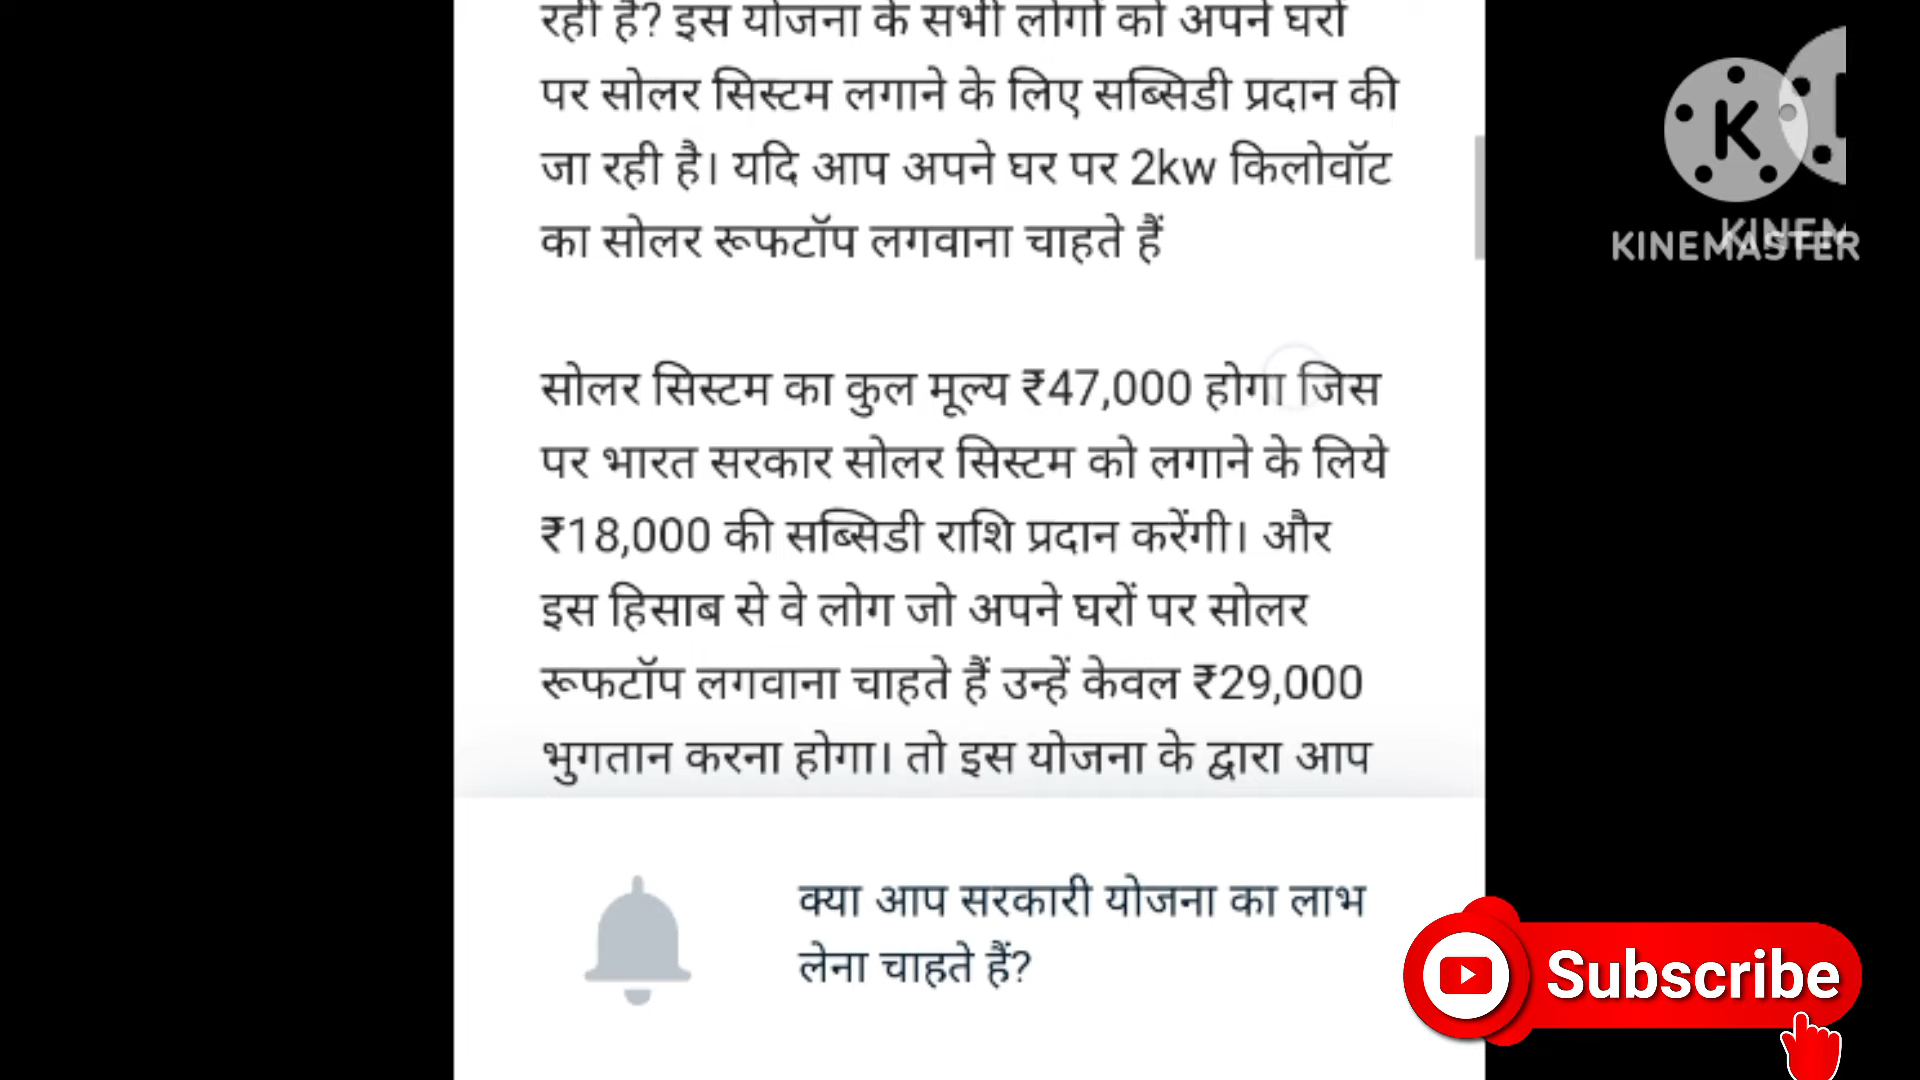 रही है? इस योजना के सभी लोगों को अपने घरों
पर सोलर सिस्टम लगाने के लिए सब्सिडी प्रदान की
जा रही है। यदि आप अपने घर पर 2kw किलोवॉट
का सोलर रूफटॉप लगवाना चाहते हैं
सोलर सिस्टम का कुल मूल्य ₹47,000 होगा जिस
पर भारत सरकार सोलर सिस्टम को लगाने के लिये
₹18,000 की सब्सिडी राशि प्रदान करेंगी। और
इस हिसाब से वे लोग जो अपने घरों पर सोलर
रूफटॉप लगवाना चाहते हैं उन्हें केवल ₹29,000
भुगतान करना होगा। तो इस योजना के द्वारा आप
क्या आप सरकारी योजना का लाभ
लेना चाहते हैं?
K
KINEMASTER
KINEM
Subscribe